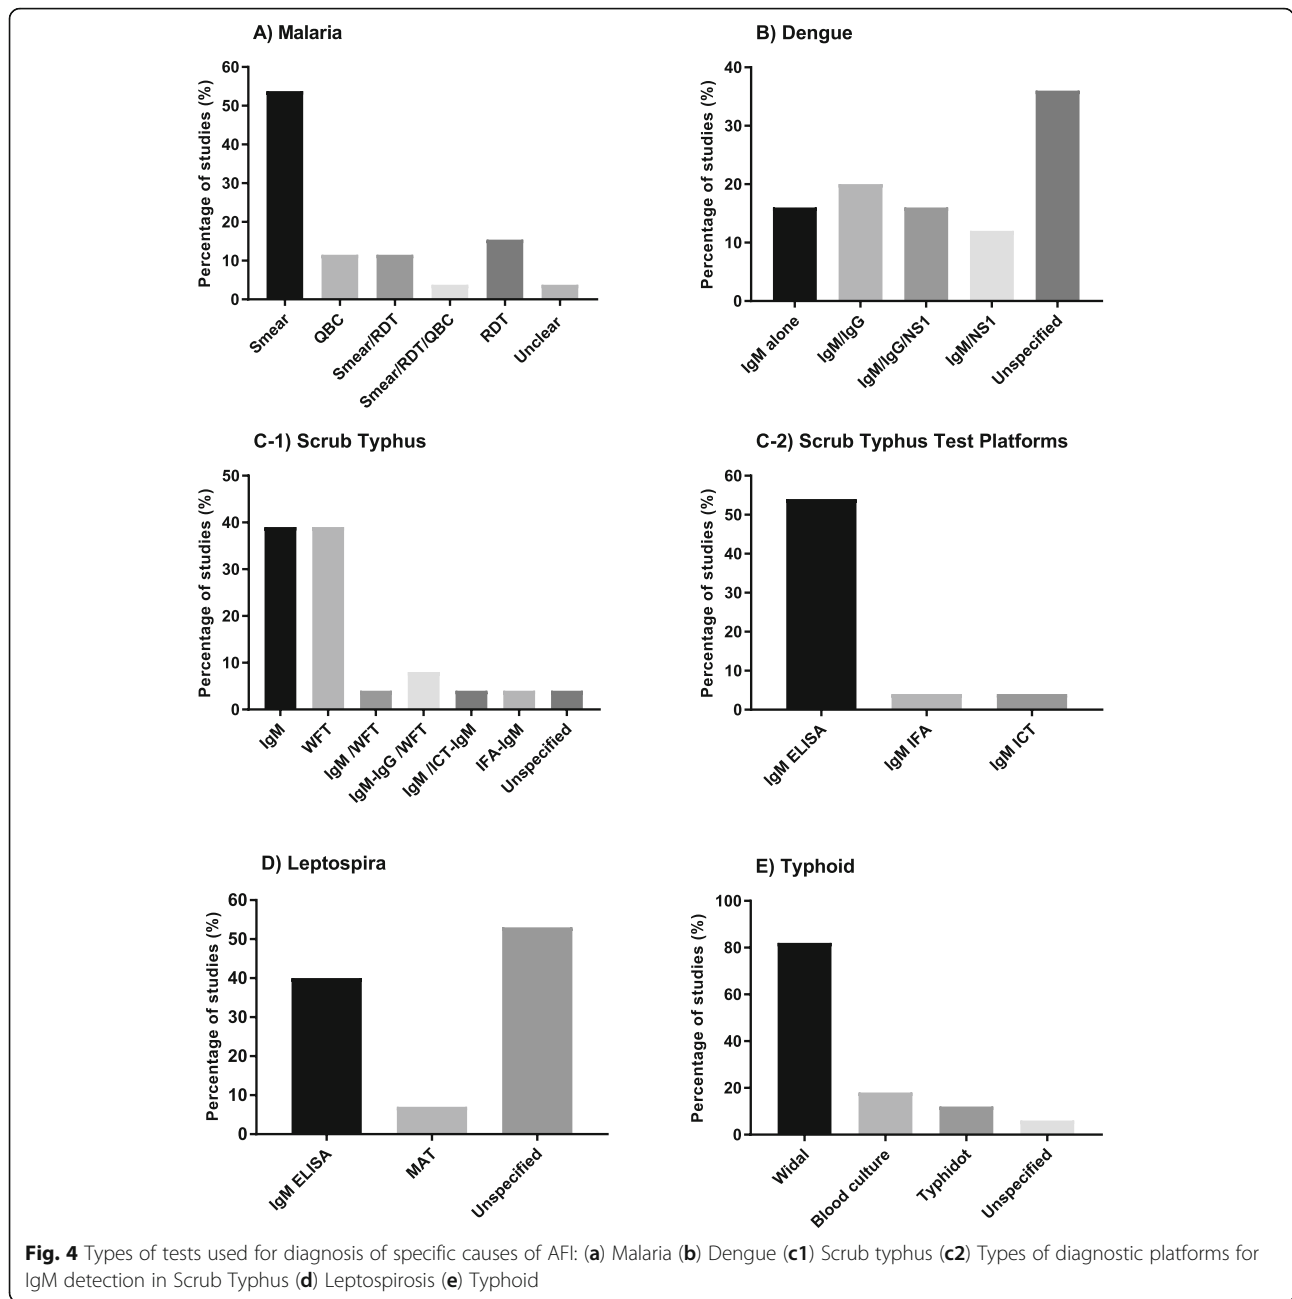 A) Malaria
Percentage of studies (%)
60
50
40
30
20
10
0
Smear
QBC
Smear/RDT
Smear/RDT/QBC
RDT
Unclear
B) Dengue
Percentage of studies (%)
40
30
20
10
0
IgM alone
IgM/IgG
IgM/IgG/NS1
IgM/NS1
Unspecified
C-1) Scrub Typhus
Percentage of studies (%)
50
40
30
20
10
0
IgM
WFT
IgM /WFT
IgM-IgG /WFT
IgM /ICT-IgM
IFA-IgM
Unspecified
C-2) Scrub Typhus Test Platforms
Percentage of studies (%)
60
50
40
30
20
10
0
IgM ELISA
IgM IFA
IgM ICT
D) Leptospira
Percentage of studies (%)
60
50
40
30
20
10
0
IgM ELISA
MAT
Unspecified
E) Typhoid
Percentage of studies (%)
100
80
60
40
20
0
Widal
Blood culture
Typhidot
Unspecified
Fig. 4 Types of tests used for diagnosis of specific causes of AFI: (a) Malaria (b) Dengue (c1) Scrub typhus (c2) Types of diagnostic platforms for
IgM detection in Scrub Typhus (d) Leptospirosis (e) Typhoid